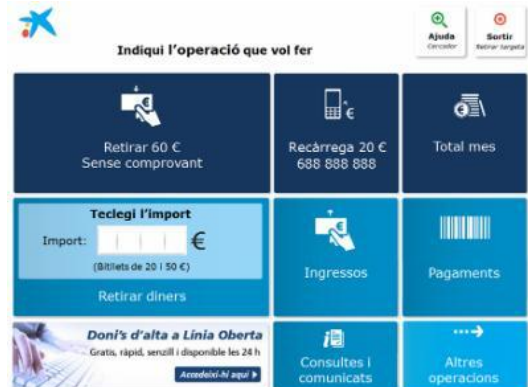 Indiqui l'operació que vol fer
Ajuda
Cercador
Sortir
Retirar targeta
Retirar 60 €
Sense comprovant
Recàrrega 20 €
688 888 888
Total mes
Teclegi l'import
Import: €
(Bitllets de 20 i 50 €)
Retirar diners
Ingressos
Pagaments
Doni's d'alta a Línia Oberta
Gratis, ràpid, senzill i disponible les 24 h
Accedeixi-hi aquí
Consultes i
comunicats
Altres
operacions